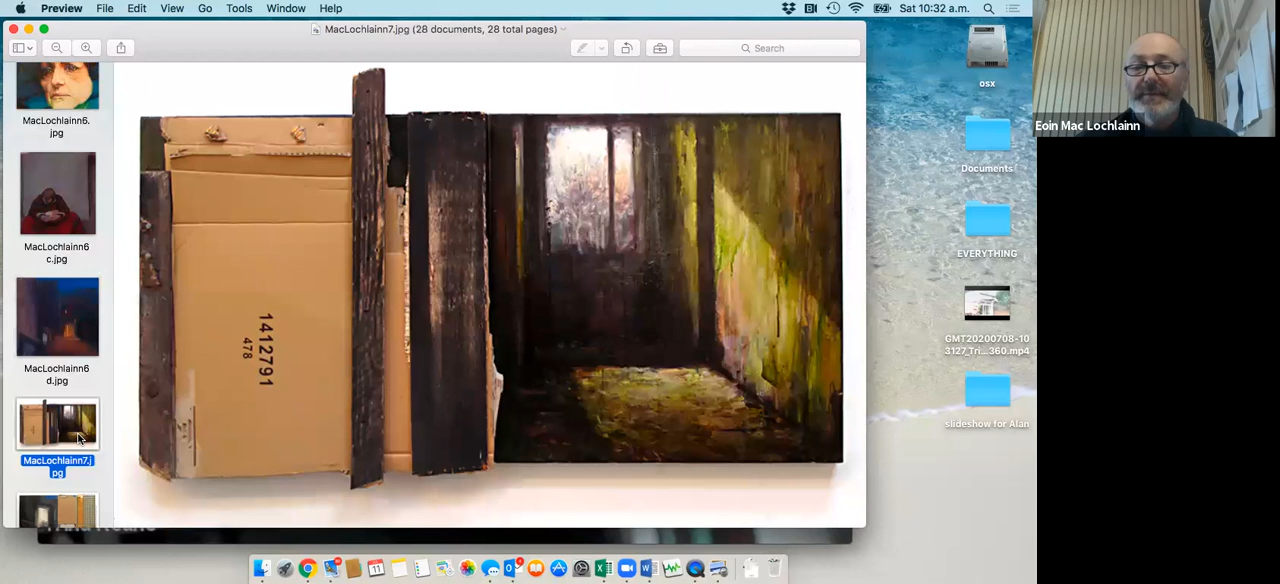 Preview File Edit View Go Tools Window Help
Sat 10:32 a.m.
MacLochlainn7.jpg (28 documents, 28 total pages)
Search
MacLochlainn6.
jpg
MacLochlainn6
c.jpg
MacLochlainn6
d.jpg
MacLochlainn7.j
pg
1412791
478
osx
Documents
EVERYTHING
GMT20200708-10
3127_Tri...360.mp4
slideshow for Alan
Eoin Mac Lochlainn
11